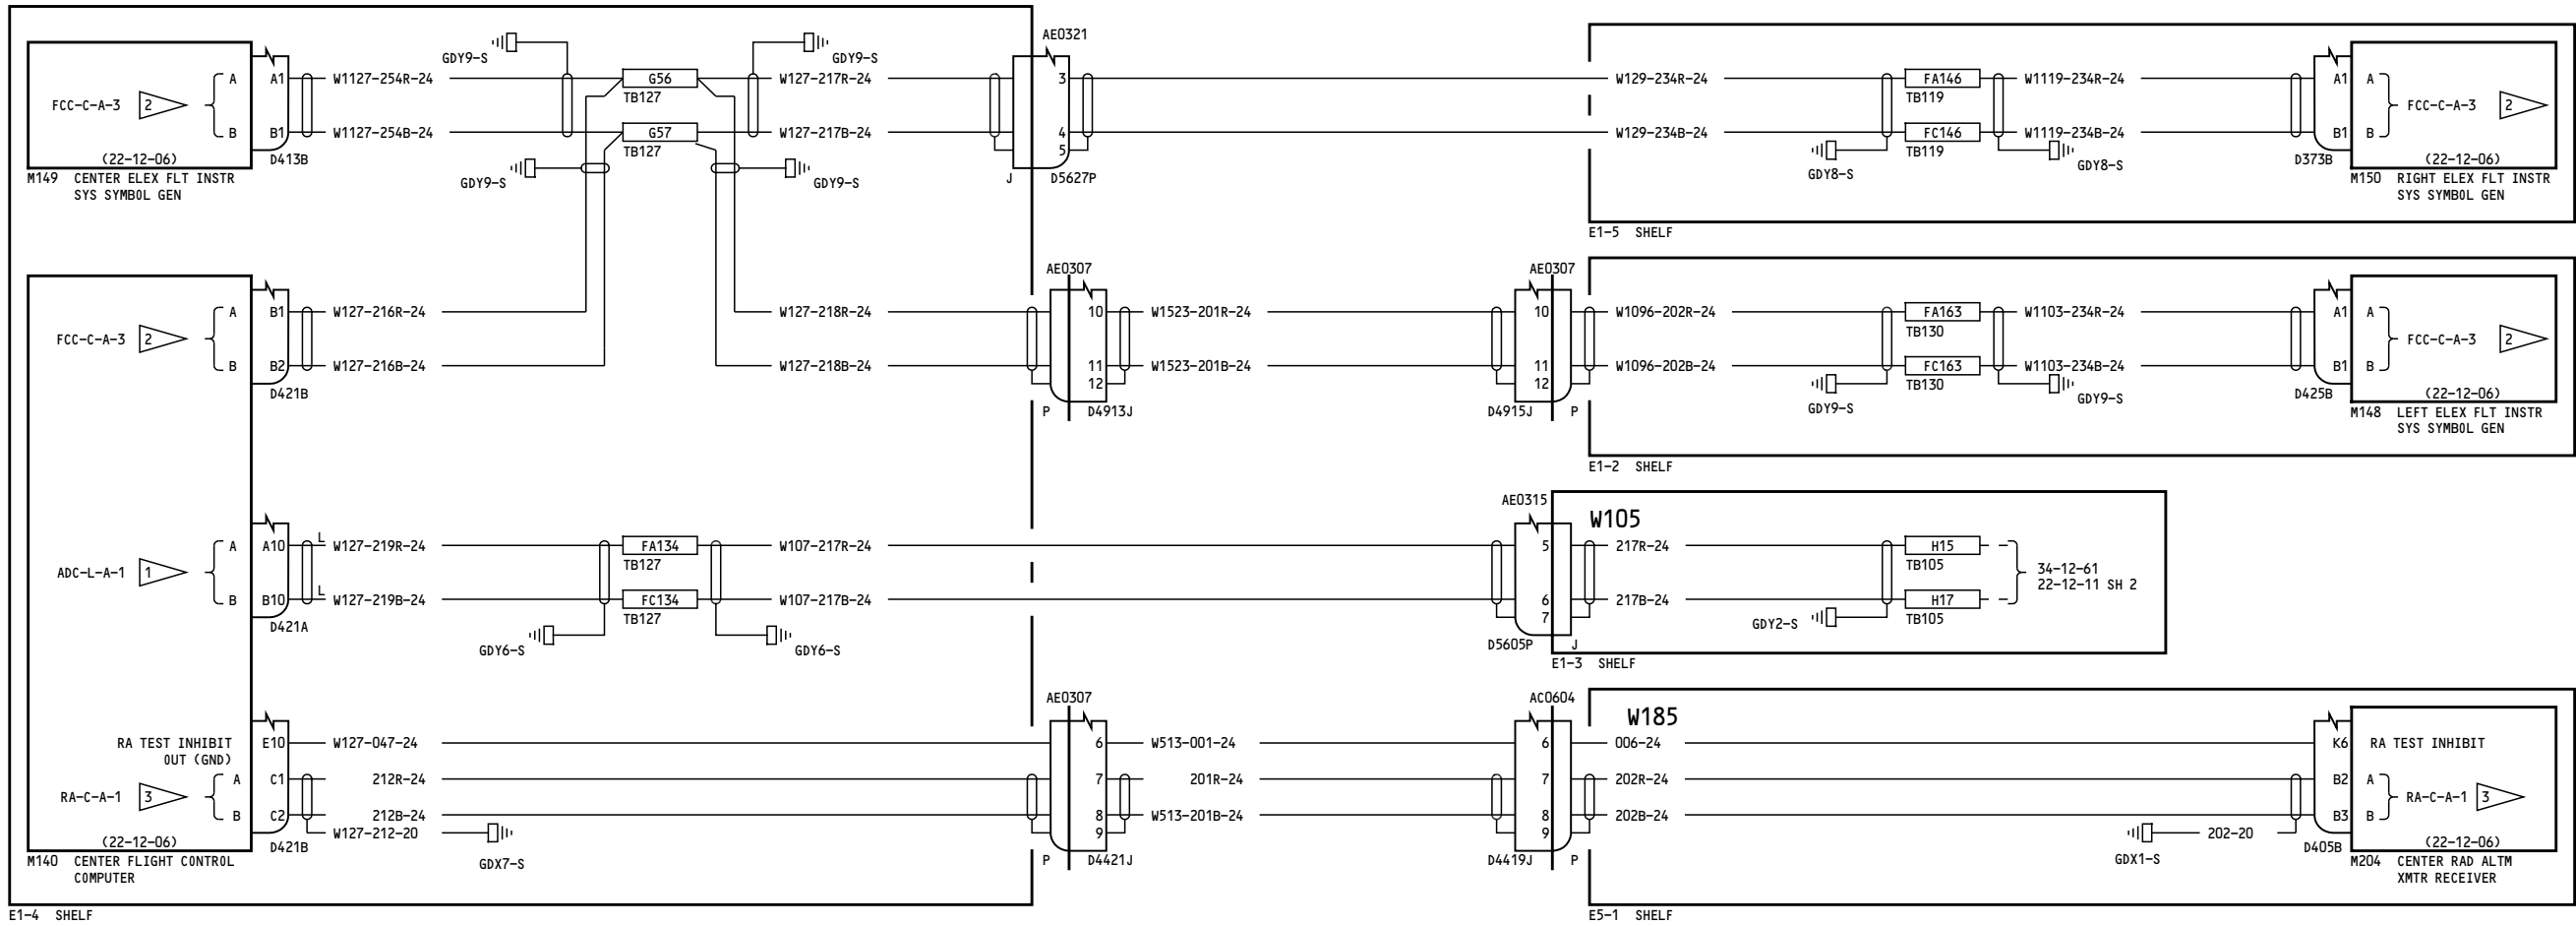 GDY9-S
GDY9-S
FCC-C-A-3
2
A
B
A1
B1
W1127-254R-24
W1127-254B-24
G56
TB127
G57
TB127
W127-217R-24
W127-217B-24
GDY9-S
GDY9-S
(22-12-06)
D413B
M149 CENTER ELEX FLT INSTR
SYS SYMBOL GEN
AE0321
3
4
5
J
D5627P
W129-234R-24
W129-234B-24
FA146
TB119
FC146
TB119
W1119-234R-24
W1119-234B-24
GDY8-S
GDY8-S
A1
B1
A
B
FCC-C-A-3
2
(22-12-06)
D373B
M150 RIGHT ELEX FLT INSTR
SYS SYMBOL GEN
E1-5 SHELF
FCC-C-A-3
2
A
B
B1
B2
D421B
W127-216R-24
W127-216B-24
W127-218R-24
W127-218B-24
AE0307
10
11
12
P
D4913J
W1523-201R-24
W1523-201B-24
AE0307
10
11
12
D4915J
P
W1096-202R-24
W1096-202B-24
FA163
TB130
FC163
TB130
W1103-234R-24
W1103-234B-24
GDY9-S
GDY9-S
A1
B1
A
B
FCC-C-A-3
2
(22-12-06)
D425B
M148 LEFT ELEX FLT INSTR
SYS SYMBOL GEN
E1-2 SHELF
ADC-L-A-1
1
A
B
A10
B10
D421A
L
L
W127-219R-24
W127-219B-24
FA134
TB127
FC134
TB127
GDY6-S
GDY6-S
W107-217R-24
W107-217B-24
AE0315
5
6
7
D5605P
J
W105
217R-24
217B-24
GDY2-S
H15
TB105
H17
TB105
34-12-61
22-12-11 SH 2
E1-3 SHELF
RA TEST INHIBIT
OUT (GND)
RA-C-A-1
3
A
B
E10
C1
C2
D421B
(22-12-06)
M140 CENTER FLIGHT CONTROL
COMPUTER
W127-047-24
212R-24
212B-24
W127-212-20
GDX7-S
AE0307
6
7
8
9
P
D4421J
W513-001-24
201R-24
W513-201B-24
AC0604
6
7
8
9
D4419J
P
W185
006-24
202R-24
202B-24
202-20
GDX1-S
K6
B2
B3
D405B
RA TEST INHIBIT
A
B
RA-C-A-1
3
(22-12-06)
M204 CENTER RAD ALTM
XMTR RECEIVER
E1-4 SHELF
E5-1 SHELF